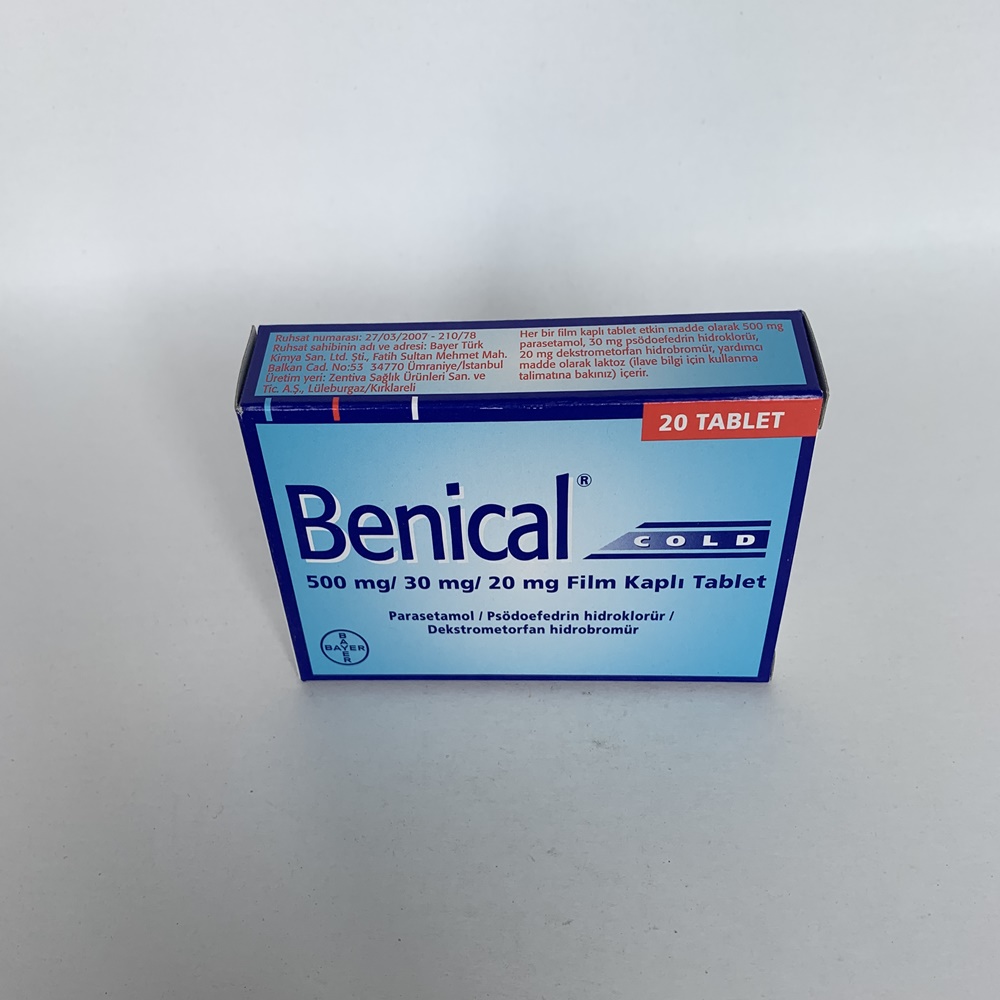 Ruhsat numarası: 27/03/2007 - 210/78
Ruhsat sahibinin adı ve adresi: Bayer Türk
Kimya San. Ltd. Şti., Fatih Sultan Mehmet Mah.
Balkan Cad. No:53 34770 Ümraniye/İstanbul
Üretim yeri: Zentiva Sağlık Ürünleri San. ve
Tic. A.Ş., Lüleburgaz/Kırklareli
Her bir film kaplı tablet etkin madde olarak 500 mg
parasetamol, 30 mg psödoefedrin hidroklorür,
20 mg dekstrometorfan hidrobromür, yardımcı
madde olarak laktoz (ilave bilgi için kullanma
talimatına bakınız) içerir.
20 TABLET
Benical®
COLD
500 mg/ 30 mg/ 20 mg Film Kaplı Tablet
Parasetamol / Psödoefedrin hidroklorür /
Dekstrometorfan hidrobromür
BAYER
BAYER